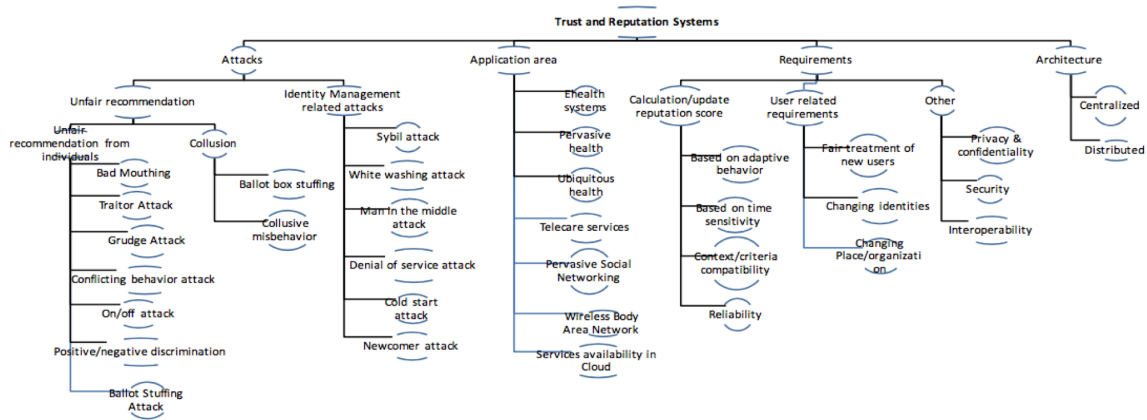 Trust and Reputation Systems
Attacks
Application area
Requirements
Architecture
Unfair recommendation
Identity Management
related attacks
Unfair
recommendation from
individuals
Bad Mouthing
Traitor Attack
Grudge Attack
Conflicting behavior attack
On/off attack
Positive/negative discrimination
Ballot Stuffing
Attack
Collusion
Ballot box stuffing
Collusive
misbehavior
Sybil attack
White washing attack
Man in the middle
attack
Denial of service attack
Cold start
attack
Newcomer attack
Ehealth
systems
Pervasive
health
Ubiquitous
health
Telecare services
Pervasive Social
Networking
Wireless Body
Area Network
Services availability in
Cloud
Calculation/update
reputation score
Based on adaptive
behavior
Based on time
sensitivity
Context/criteria
compatibility
Reliability
User related
requirements
Fair treatment of
new users
Changing identities
Changing
Place/organizati
on
Other
Privacy &
confidentiality
Security
Interoperability
Centralized
Distributed